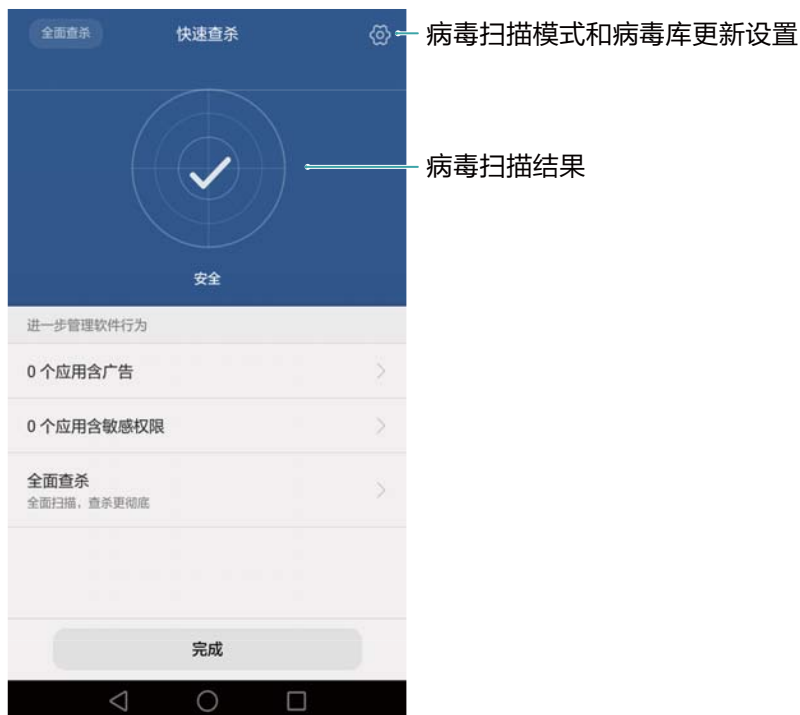 全面查杀
快速查杀
病毒扫描模式和病毒库更新设置
病毒扫描结果
安全
进一步管理软件行为
0 个应用含广告
0 个应用含敏感权限
全面查杀
全面扫描，查杀更彻底
完成